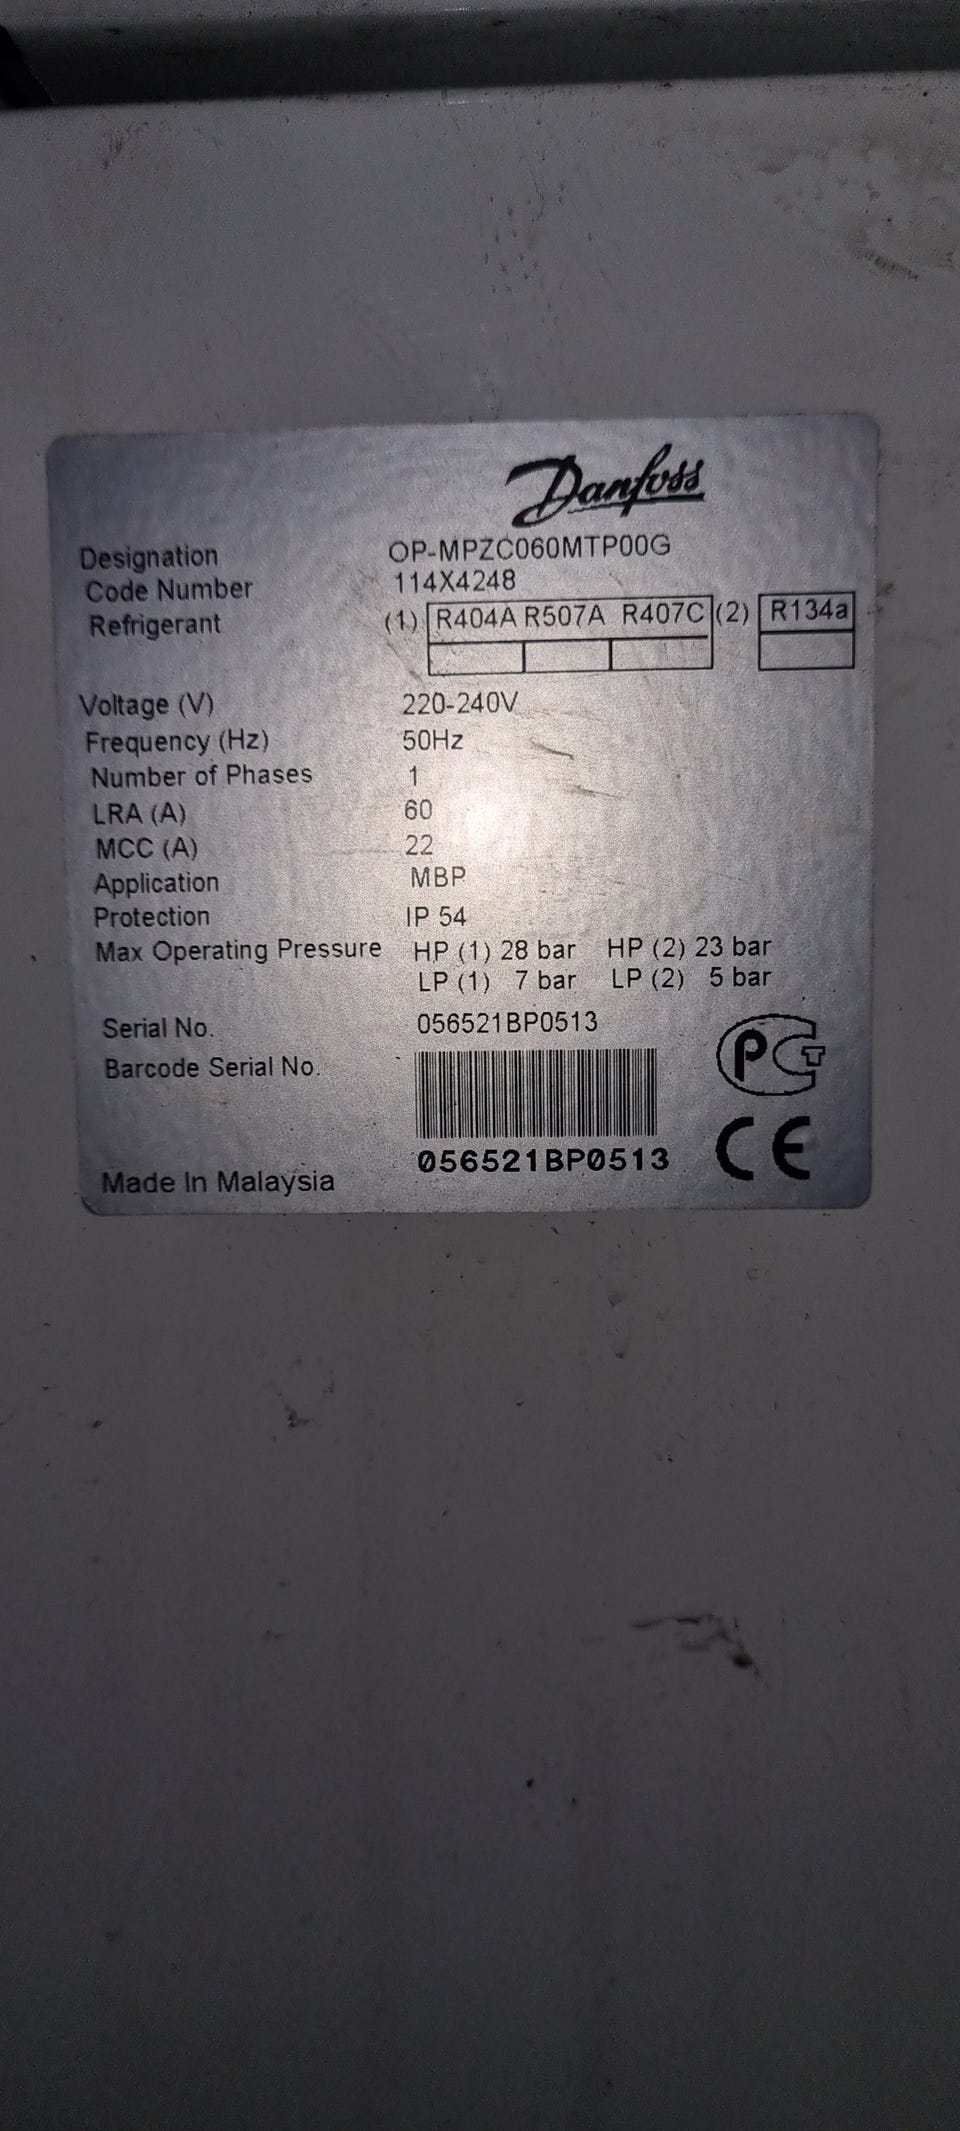 Danfoss
Designation OP-MPZC060MTP00G
Code Number 114X4248
Refrigerant (1) R404A R507A R407C (2) R134a
Voltage (V) 220-240V
Frequency (Hz) 50Hz
Number of Phases 1
LRA (A) 60
MCC (A) 22
Application MBP
Protection IP 54
Max Operating Pressure HP (1) 28 bar HP (2) 23 bar
LP (1) 7 bar LP (2) 5 bar
Serial No. 056521BP0513
Barcode Serial No.
PCT
CE
056521BP0513
Made In Malaysia